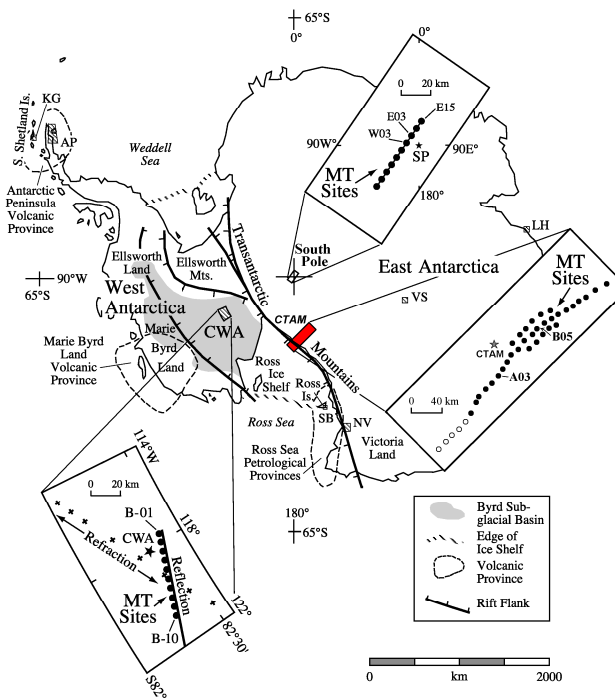 65°S
0°
0°
0 20 km
E15
E03
W03
90W°
SP
90E°
MT
Sites
180°
KG
S. Shetland Is.
AP
Weddell
Sea
Antarctic
Peninsula
Volcanic
Province
LH
90°W
65°S
Ellsworth
Land
Ellsworth
Mts.
Transantarctic
Mountains
South
Pole
East Antarctica
VS
West
Antarctica
CWA
CTAM
Marie
Byrd
Land
Marie Byrd
Land
Volcanic
Province
Ross
Ice
Shelf
Ross
Is.
SB
NV
Ross Sea
Victoria
Land
Ross Sea
Petrological
Provinces
MT
Sites
B05
CTAM
A03
0 40 km
180°
65°S
114°W
0 20 km
B-01
118°
CWA
Refraction
Reflection
MT
Sites
B-10
122°
82°30'
S82°
Byrd Sub-
glacial Basin
Edge of
Ice Shelf
Volcanic
Province
Rift Flank
0 km 2000